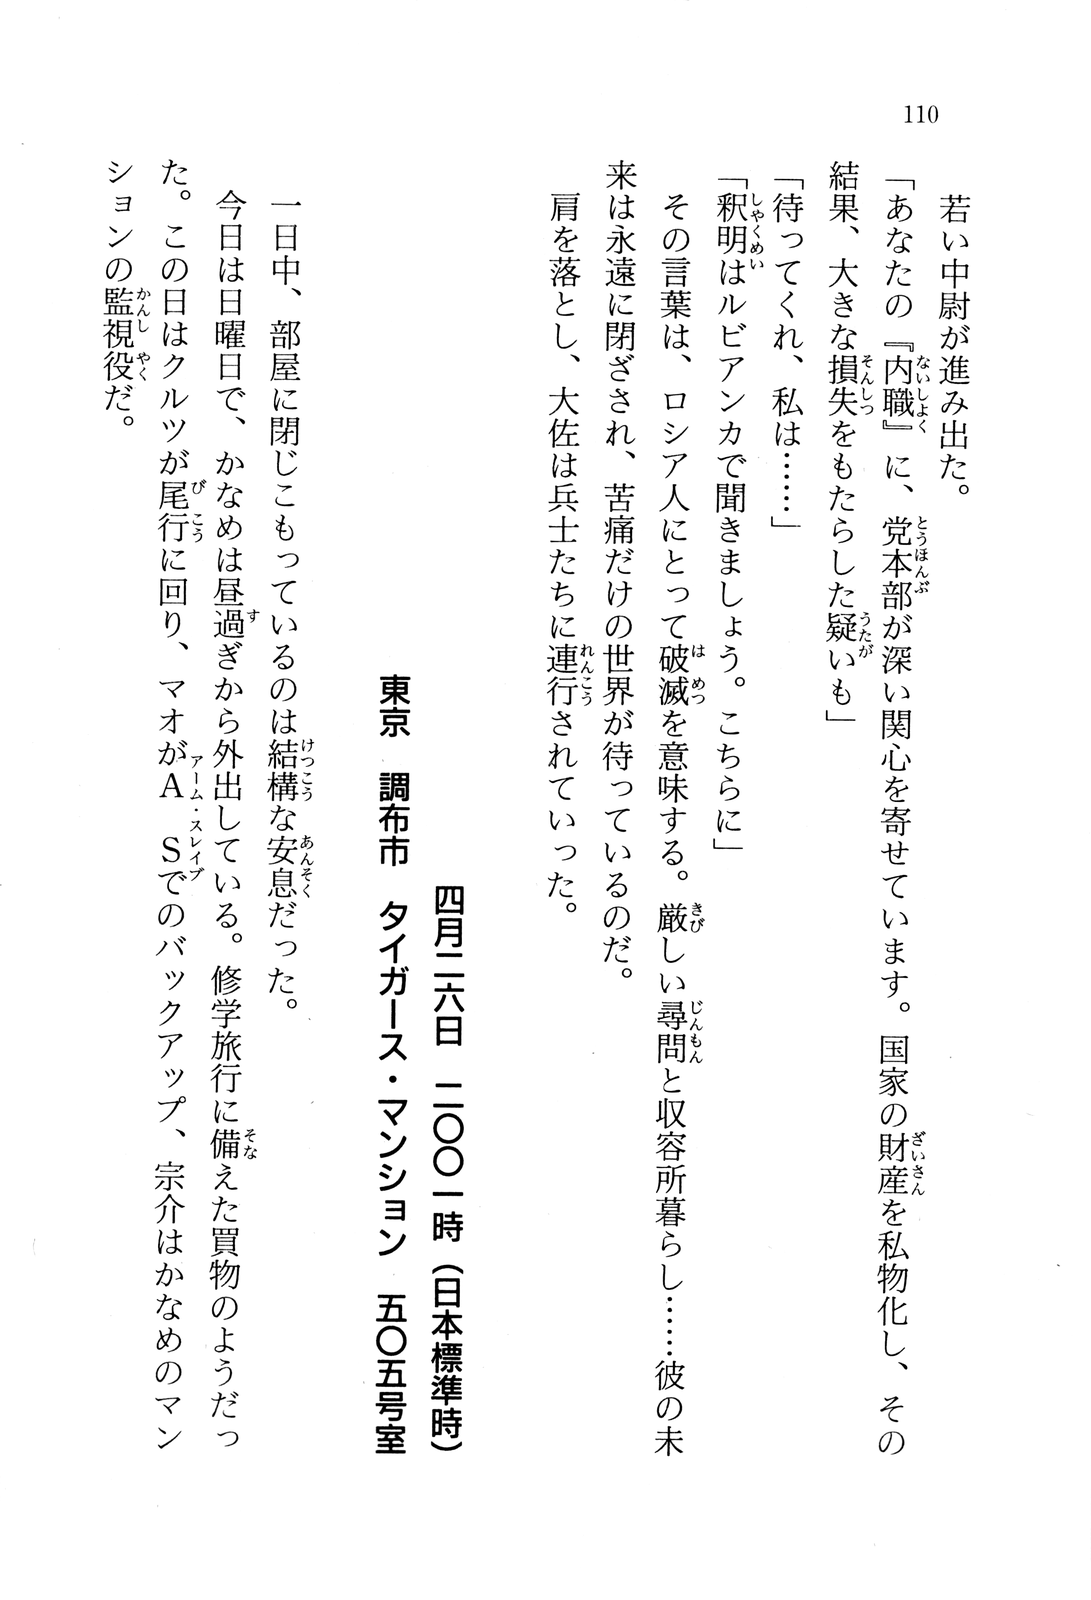 110
若い中尉が進み出た。
「あなたの『内職』に、党本部が深い関心を寄せています。国家の財産を私物化し、その
結果、大きな損失をもたらした疑いも」
「待ってくれ、私は……」
「釈明はルビアンカで聞きましょう。こちらに」
その言葉は、ロシア人にとって破滅を意味する。厳しい尋問と収容所暮らし……彼の未
来は永遠に閉ざされ、苦痛だけの世界が待っているのだ。
肩を落とし、大佐は兵士たちに連行されていった。
四月二六日　二〇〇一時（日本標準時）
東京　調布市　タイガース・マンション　五〇五号室
一日中、部屋に閉じこもっているのは結構な安息だった。
今日は日曜日で、かなめは昼過ぎから外出している。修学旅行に備えた買物のようだっ
た。この日はクルツが尾行に回り、マオがＡＳでのバックアップ、宗介はかなめのマン
ションの監視役だ。